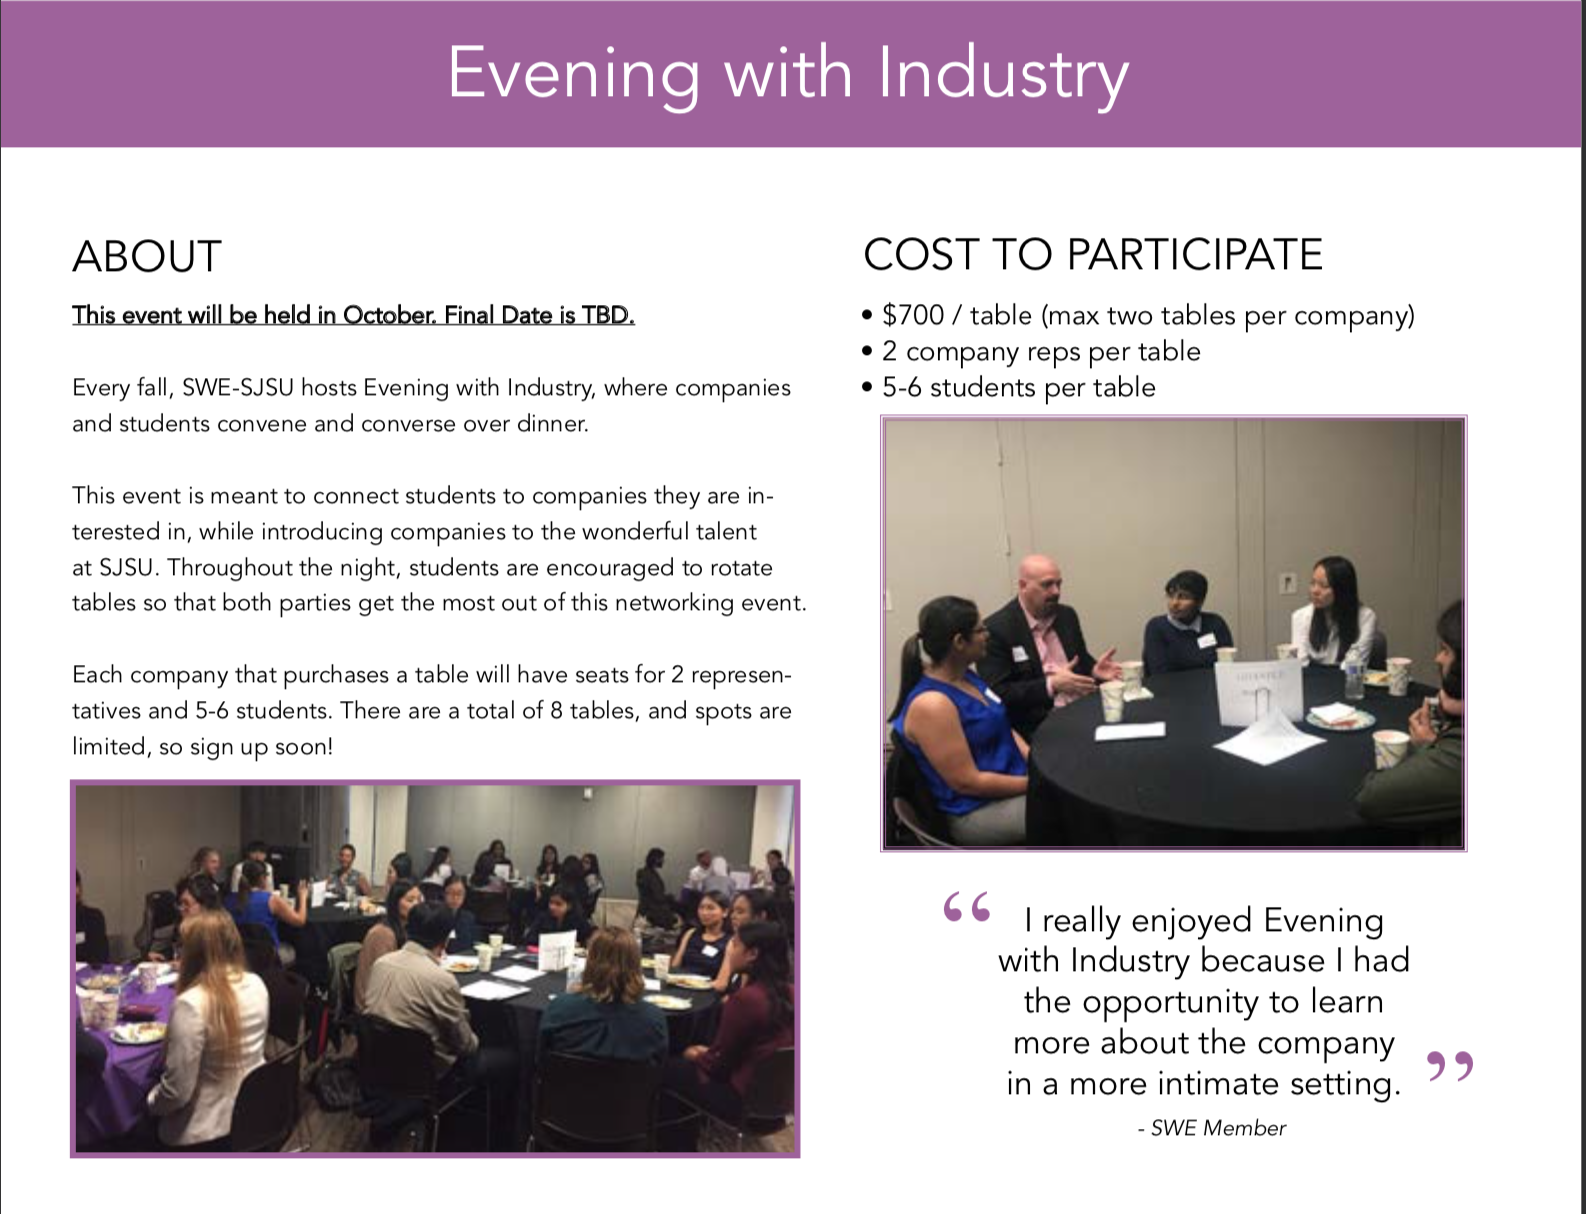 Evening with Industry
ABOUT
This event will be held in October. Final Date is TBD.
Every fall, SWE-SJSU hosts Evening with Industry, where companies
and students convene and converse over dinner.
This event is meant to connect students to companies they are in-
terested in, while introducing companies to the wonderful talent
at SJSU. Throughout the night, students are encouraged to rotate
tables so that both parties get the most out of this networking event.
Each company that purchases a table will have seats for 2 represen-
tatives and 5-6 students. There are a total of 8 tables, and spots are
limited, so sign up soon!
COST TO PARTICIPATE
• $700 / table (max two tables per company)
• 2 company reps per table
• 5-6 students per table
“ I really enjoyed Evening
with Industry because I had
the opportunity to learn
more about the company
in a more intimate setting. ”
- SWE Member